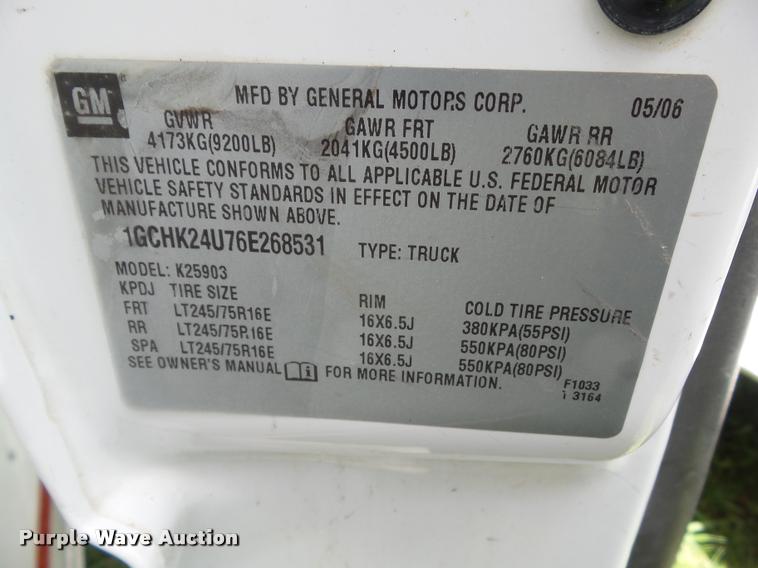 GM
MFD BY GENERAL MOTORS CORP. 05/06
GVWR GAWR FRT GAWR RR
4173KG(9200LB) 2041KG(4500LB) 2760KG(6084LB)
THIS VEHICLE CONFORMS TO ALL APPLICABLE U.S. FEDERAL MOTOR
VEHICLE SAFETY STANDARDS IN EFFECT ON THE DATE OF
MANUFACTURE SHOWN ABOVE.
1GCHK24U76E268531 TYPE: TRUCK
MODEL: K25903
KPDJ TIRE SIZE RIM COLD TIRE PRESSURE
FRT LT245/75R16E 16X6.5J 380KPA(55PSI)
RR LT245/75R16E 16X6.5J 550KPA(80PSI)
SPA LT245/75R16E 16X6.5J 550KPA(80PSI)
SEE OWNER'S MANUAL FOR MORE INFORMATION.
F1033
T 3164
Purple Wave Auction